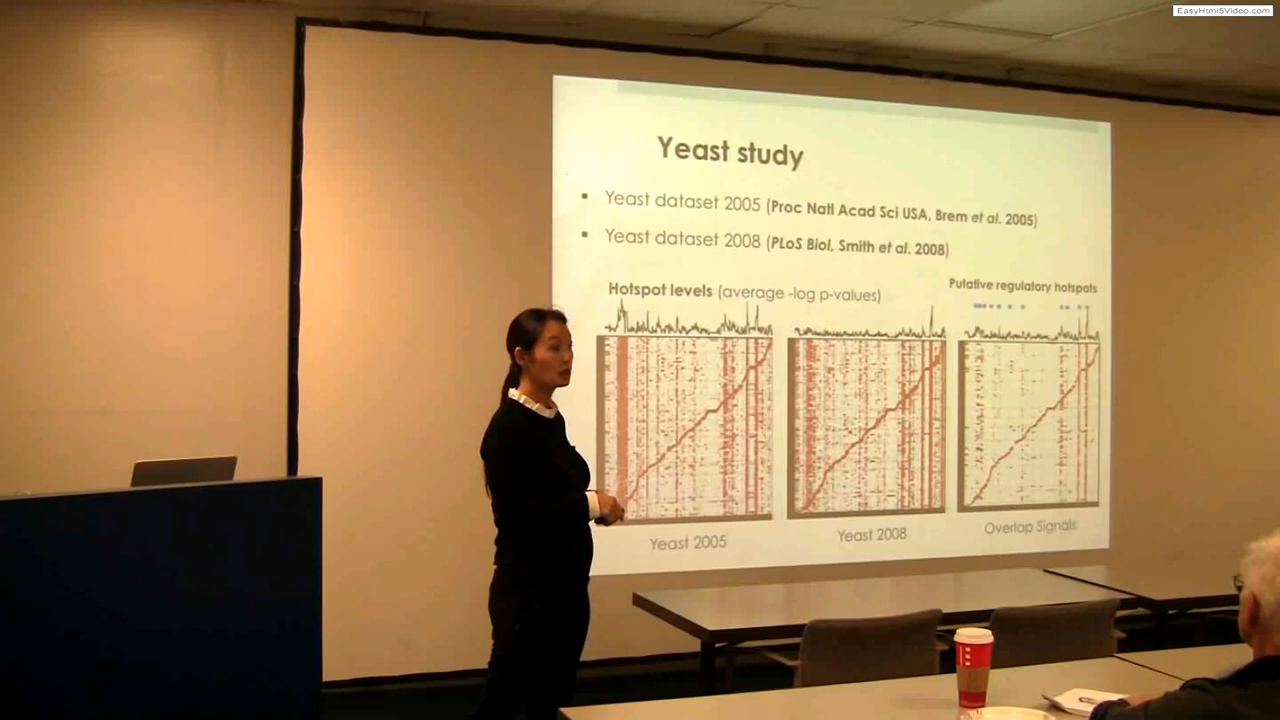 EasyHtml5Video.com
Yeast study
▪ Yeast dataset 2005 (Proc Natl Acad Sci USA, Brem et al. 2005)
▪ Yeast dataset 2008 (PLoS Biol, Smith et al. 2008)
Hotspot levels (average -log p-values)
Putative regulatory hotspots
Yeast 2005
Yeast 2008
Overlap Signals